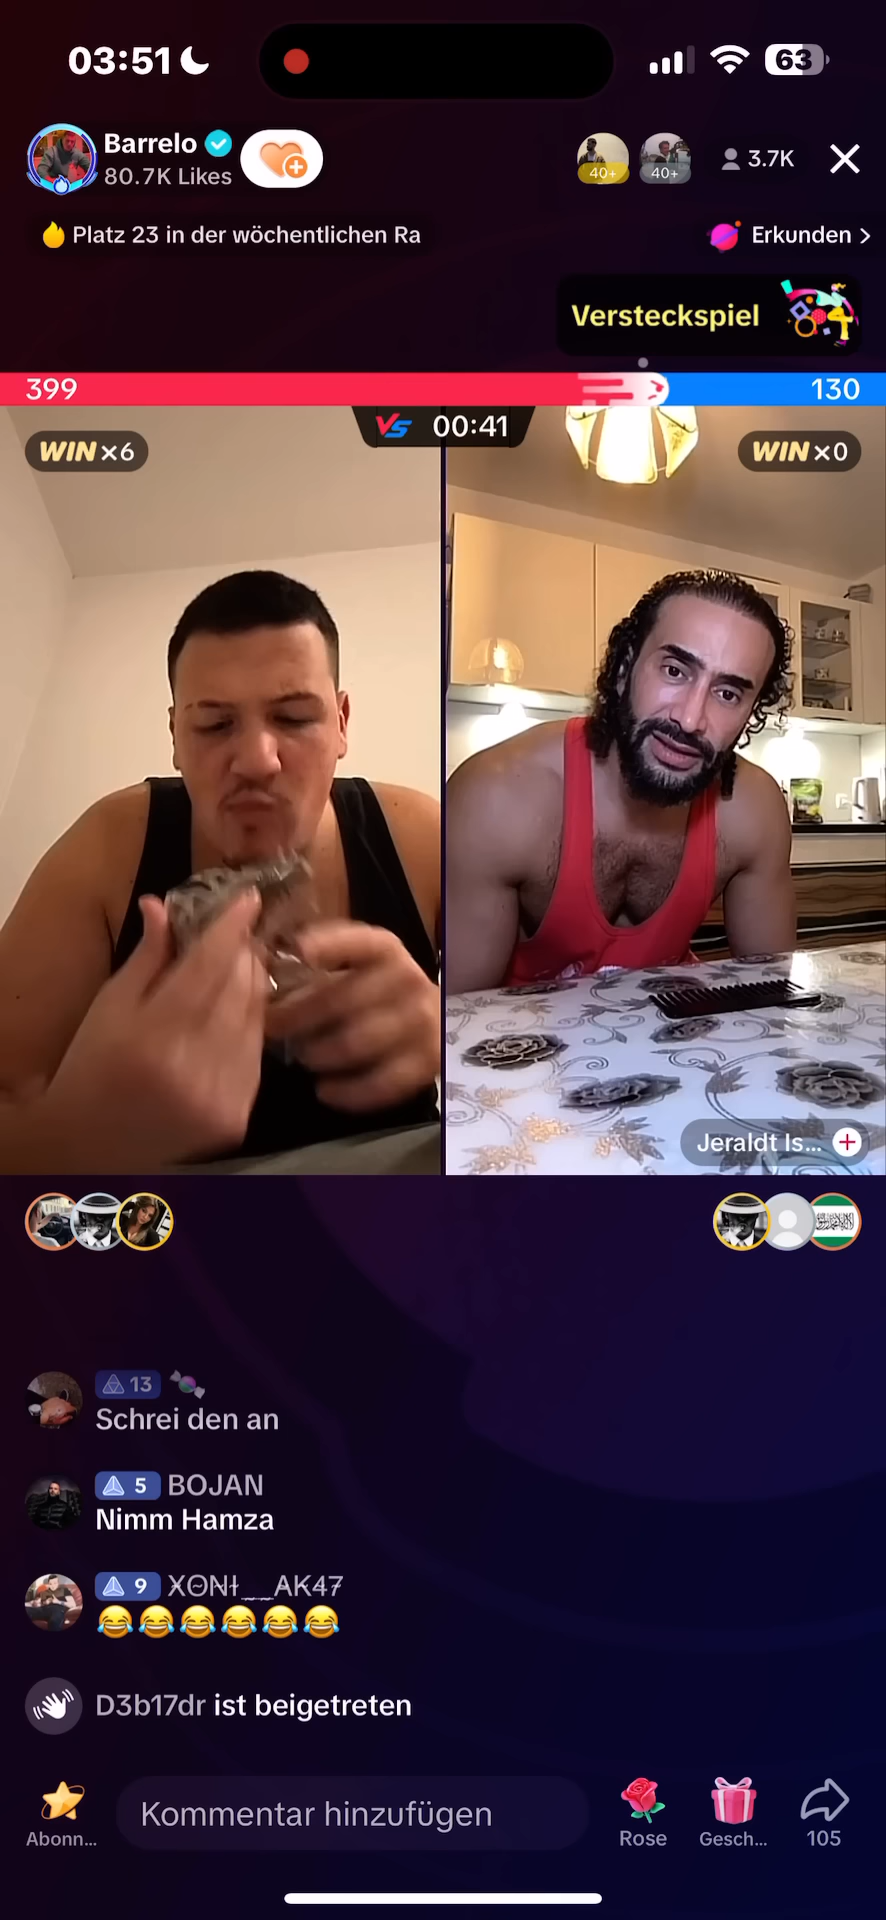 03:51
63
Barrelo
80.7K Likes
40+
40+
3.7K
Platz 23 in der wöchentlichen Ra
Erkunden >
Versteckspiel
399
130
VS 00:41
WIN x6
WIN x0
Jeraldt Is... +
13
Schrei den an
5 BOJAN
Nimm Hamza
9
😂😂😂😂😂😂
D3b17dr ist beigetreten
Abonn...
Kommentar hinzufügen
Rose
Gesch...
105